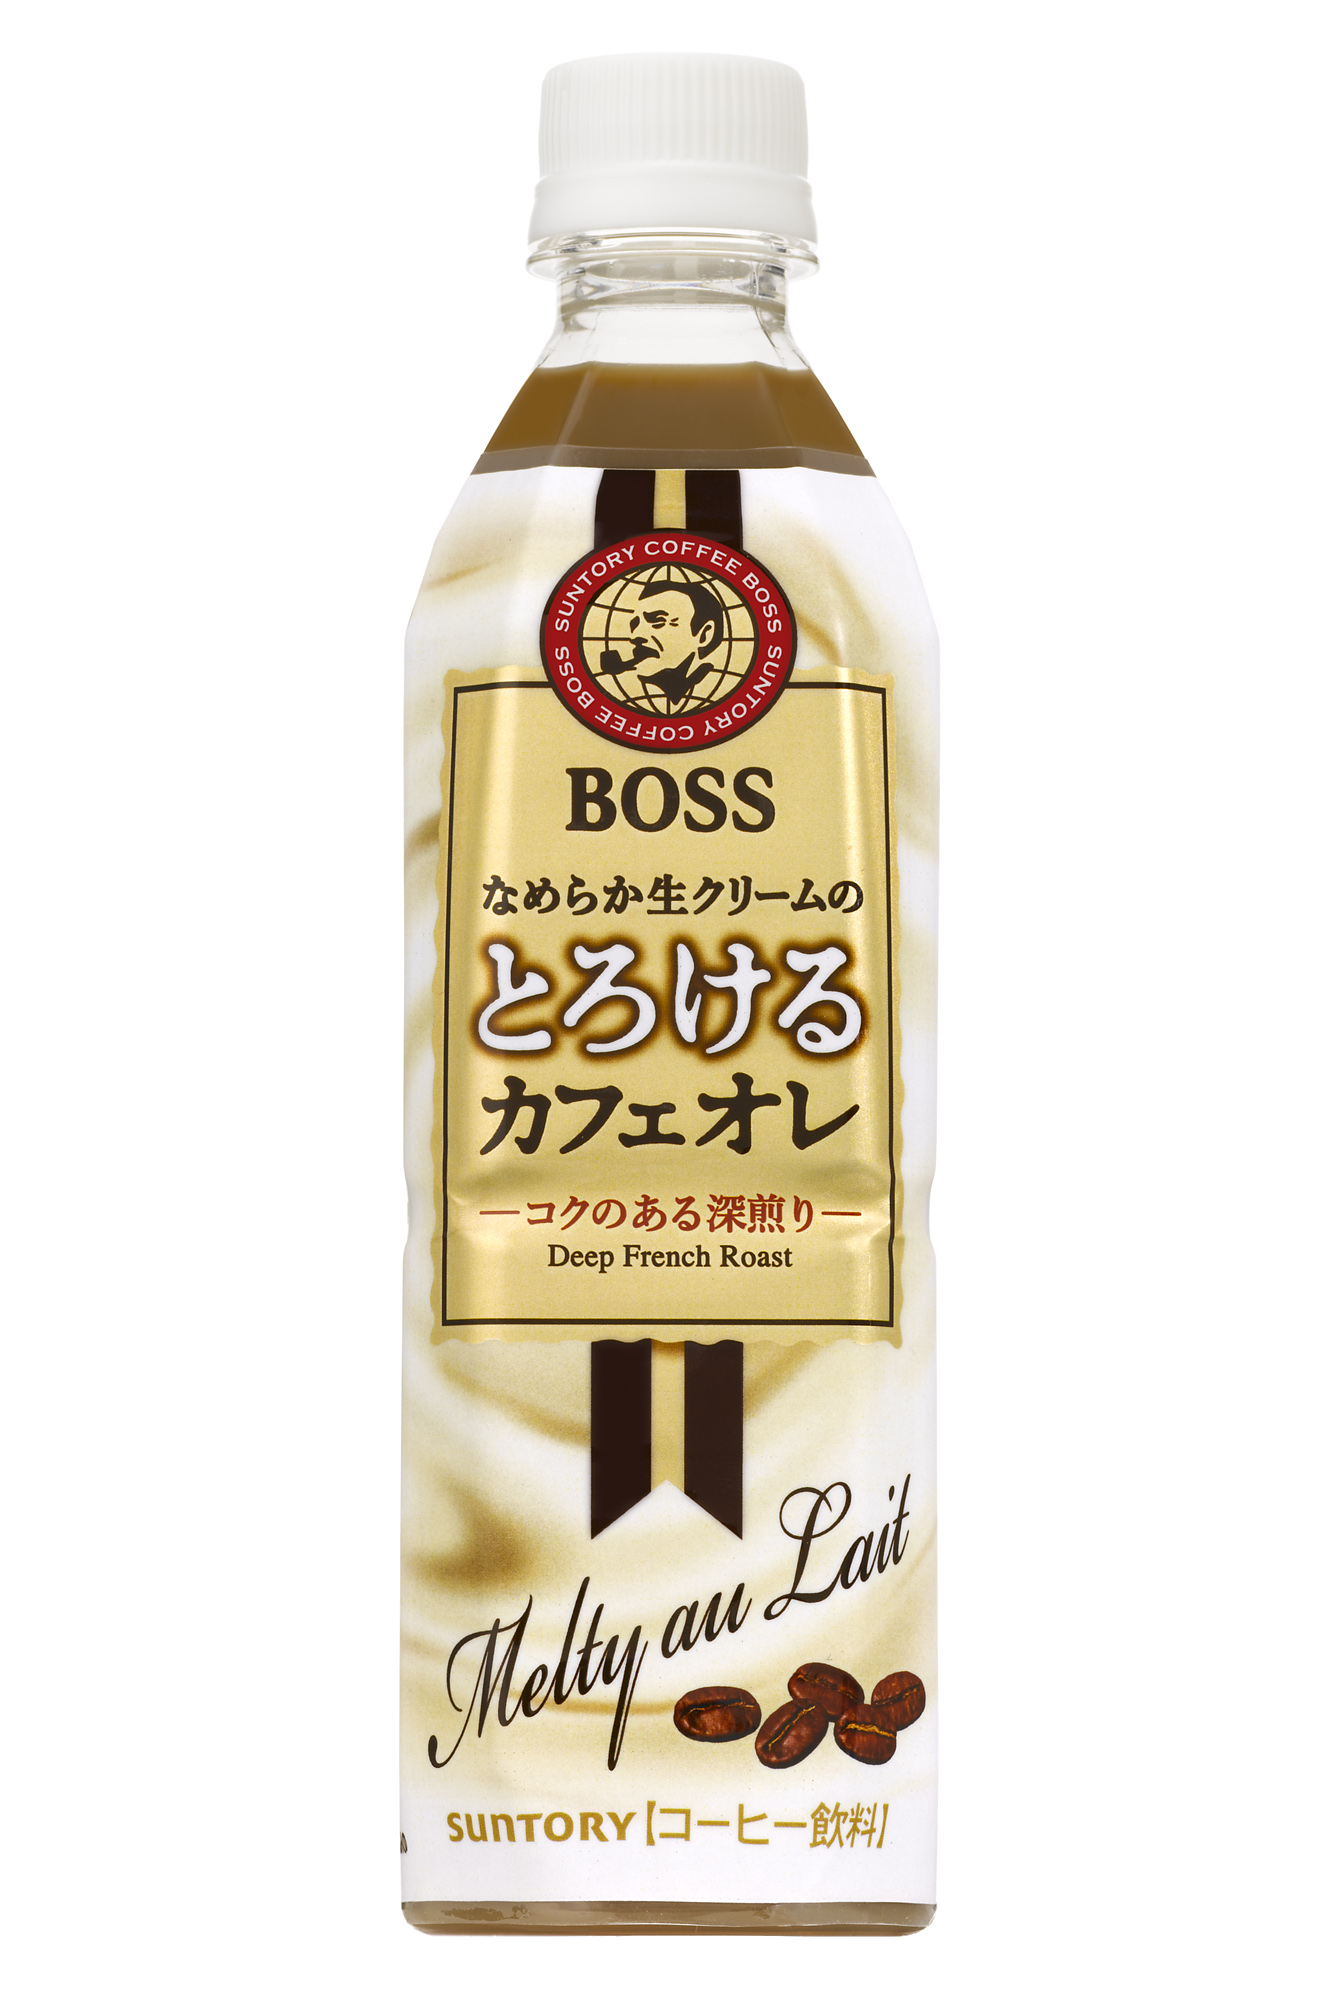 SUNTORY COFFEE BOSS SUNTORY COFFEE BOSS
BOSS
なめらか生クリームの
とろける
カフェオレ
コクのある深煎り
Deep French Roast
Melty au Lait
SUNTORY【コーヒー飲料】